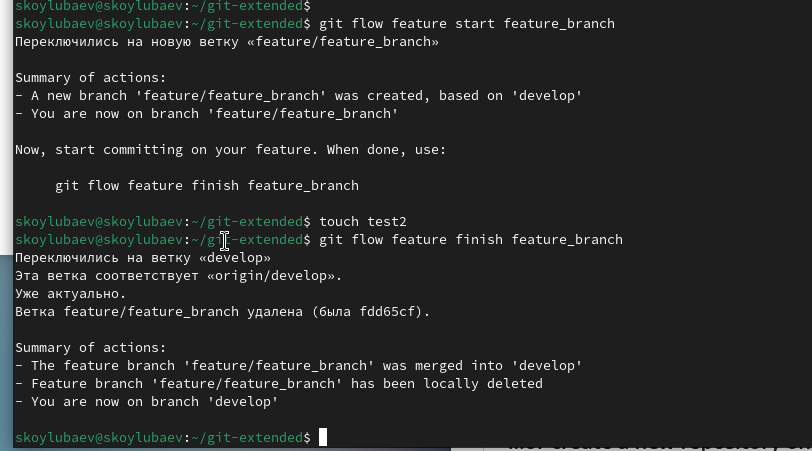 skoylubaev@skoylubaev:~/git-extended$
skoylubaev@skoylubaev:~/git-extended$ git flow feature start feature_branch
Переключились на новую ветку «feature/feature_branch»
Summary of actions:
- A new branch 'feature/feature_branch' was created, based on 'develop'
- You are now on branch 'feature/feature_branch'
Now, start committing on your feature. When done, use:
git flow feature finish feature_branch
skoylubaev@skoylubaev:~/git-extended$ touch test2
skoylubaev@skoylubaev:~/git-extended$ git flow feature finish feature_branch
Переключились на ветку «develop»
Эта ветка соответствует «origin/develop».
Уже актуально.
Ветка feature/feature_branch удалена (была fdd65cf).
Summary of actions:
- The feature branch 'feature/feature_branch' was merged into 'develop'
- Feature branch 'feature/feature_branch' has been locally deleted
- You are now on branch 'develop'
skoylubaev@skoylubaev:~/git-extended$
create a new repository